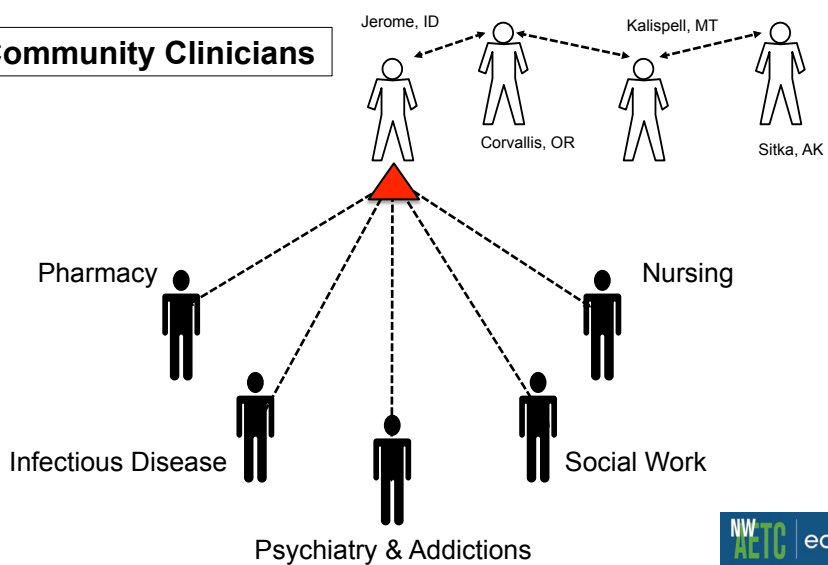 Community Clinicians
Jerome, ID
Kalispell, MT
Corvallis, OR
Sitka, AK
Pharmacy
Nursing
Infectious Disease
Social Work
Psychiatry & Addictions
NW AETC